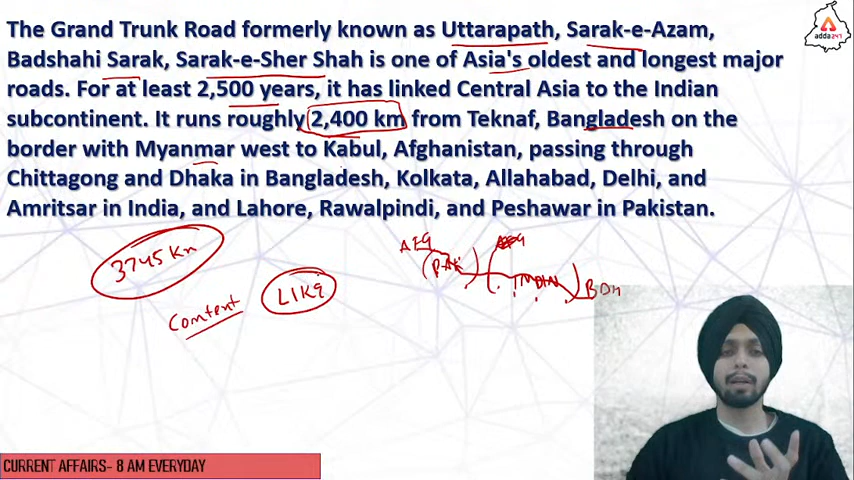 The Grand Trunk Road formerly known as Uttarapath, Sarak-e-Azam,
Badshahi Sarak, Sarak-e-Sher Shah is one of Asia's oldest and longest major
roads. For at least 2,500 years, it has linked Central Asia to the Indian
subcontinent. It runs roughly 2,400 km from Teknaf, Bangladesh on the
border with Myanmar west to Kabul, Afghanistan, passing through
Chittagong and Dhaka in Bangladesh, Kolkata, Allahabad, Delhi, and
Amritsar in India, and Lahore, Rawalpindi, and Peshawar in Pakistan.
adda247
3745 Km
Content LIKE
AFG
PAK
CURRENT AFFAIRS- 8 AM EVERYDAY